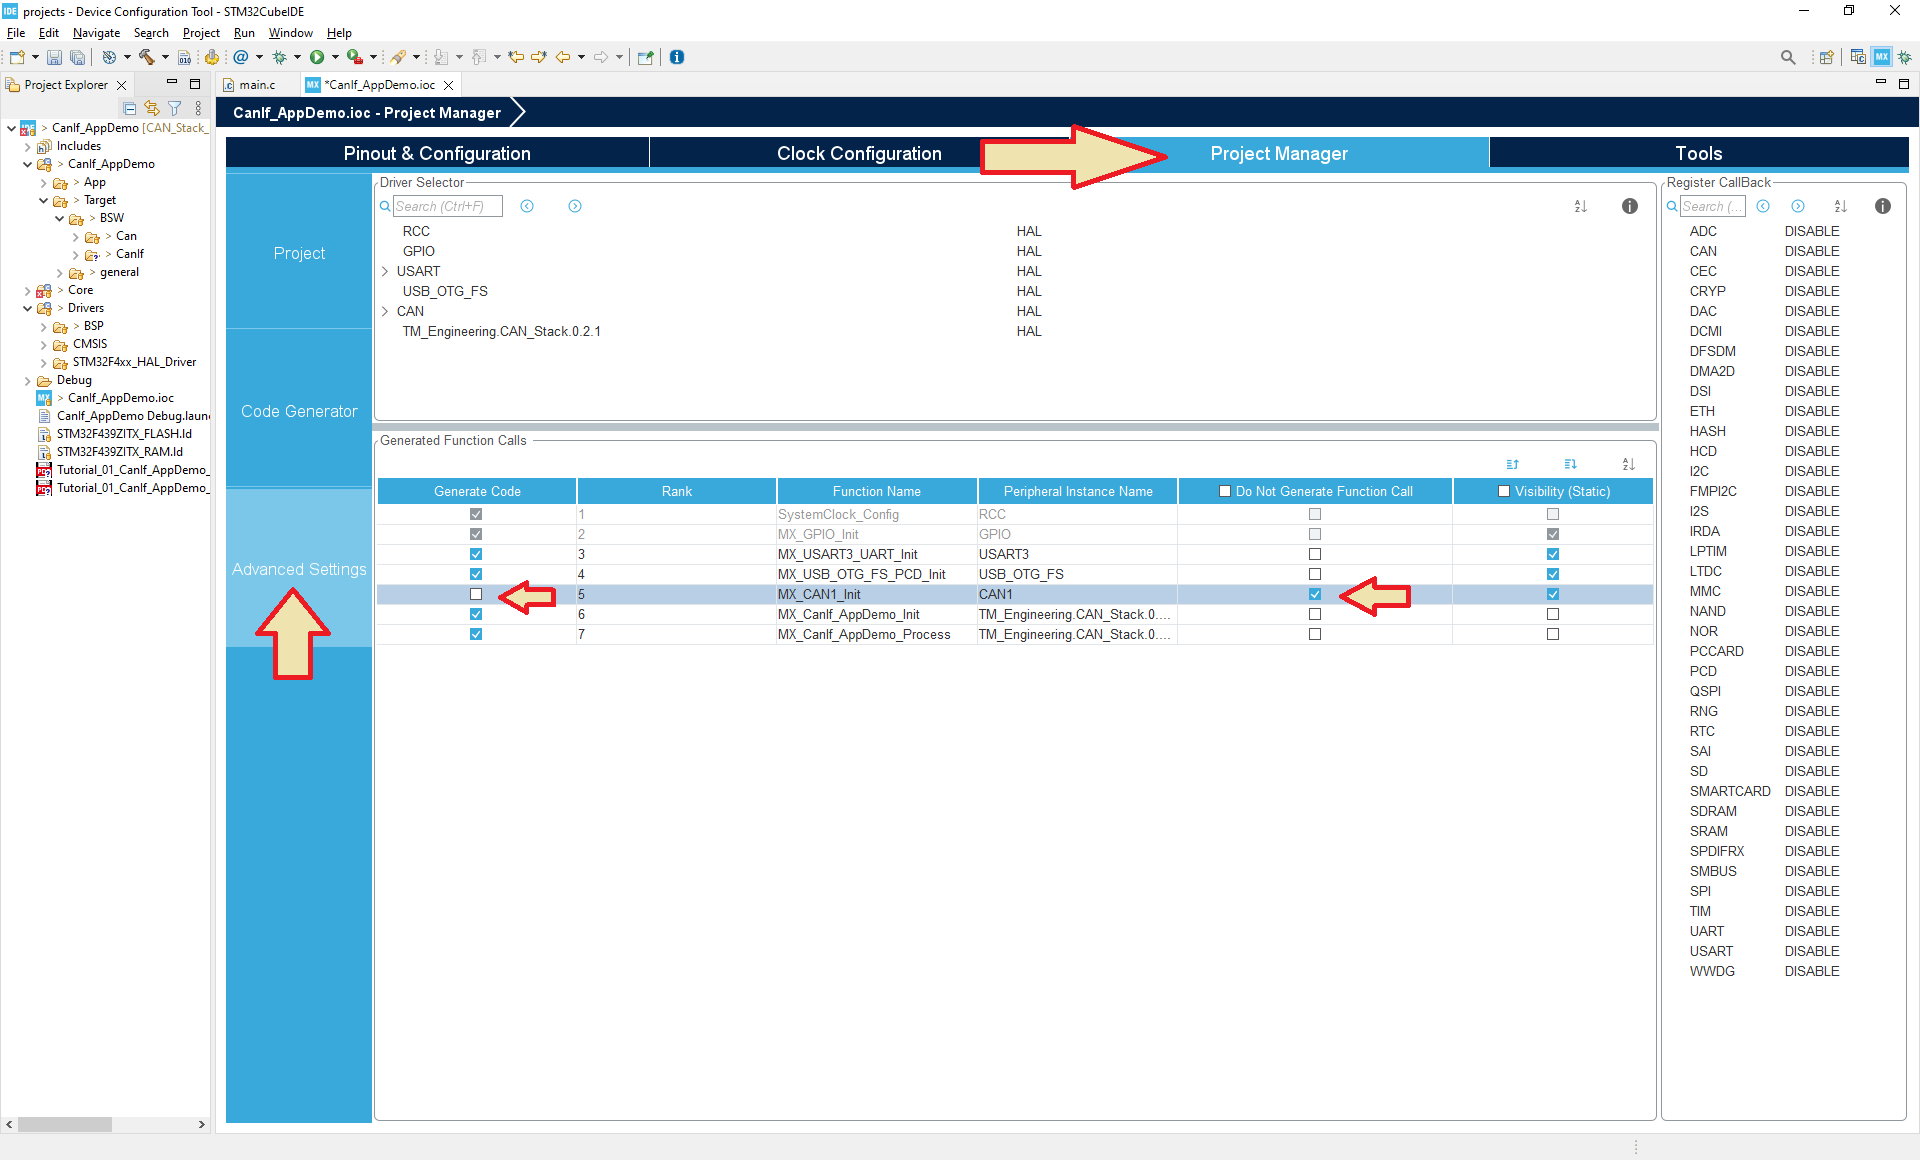 IDE projects - Device Configuration Tool - STM32CubeIDE
File Edit Navigate Search Project Run Window Help
Project Explorer
main.c
MX *CanIf_AppDemo.ioc
CanIf_AppDemo.ioc - Project Manager
> CanIf_AppDemo [CAN_Stack_
Includes
> CanIf_AppDemo
> App
> Target
> BSW
> Can
> CanIf
> general
> Core
> Drivers
> BSP
CMSIS
STM32F4xx_HAL_Driver
Debug
MX > CanIf_AppDemo.ioc
CanIf_AppDemo Debug.laun
STM32F439ZITX_FLASH.ld
STM32F439ZITX_RAM.ld
Tutorial_01_CanIf_AppDemo_
Tutorial_01_CanIf_AppDemo_
Pinout & Configuration
Clock Configuration
Project Manager
Tools
Project
Code Generator
Advanced Settings
Driver Selector
Search (Ctrl+F)
RCC HAL
GPIO HAL
USART HAL
USB_OTG_FS HAL
CAN HAL
TM_Engineering.CAN_Stack.0.2.1 HAL
Generated Function Calls
Generate Code Rank Function Name Peripheral Instance Name Do Not Generate Function Call Visibility (Static)
1 SystemClock_Config RCC
2 MX_GPIO_Init GPIO
3 MX_USART3_UART_Init USART3
4 MX_USB_OTG_FS_PCD_Init USB_OTG_FS
5 MX_CAN1_Init CAN1
6 MX_CanIf_AppDemo_Init TM_Engineering.CAN_Stack.0....
7 MX_CanIf_AppDemo_Process TM_Engineering.CAN_Stack.0....
Register CallBack
Search (...
ADC DISABLE
CAN DISABLE
CEC DISABLE
CRYP DISABLE
DAC DISABLE
DCMI DISABLE
DFSDM DISABLE
DMA2D DISABLE
DSI DISABLE
ETH DISABLE
HASH DISABLE
HCD DISABLE
I2C DISABLE
FMPI2C DISABLE
I2S DISABLE
IRDA DISABLE
LPTIM DISABLE
LTDC DISABLE
MMC DISABLE
NAND DISABLE
NOR DISABLE
PCCARD DISABLE
PCD DISABLE
QSPI DISABLE
RNG DISABLE
RTC DISABLE
SAI DISABLE
SD DISABLE
SMARTCARD DISABLE
SDRAM DISABLE
SRAM DISABLE
SPDIFRX DISABLE
SMBUS DISABLE
SPI DISABLE
TIM DISABLE
UART DISABLE
USART DISABLE
WWDG DISABLE